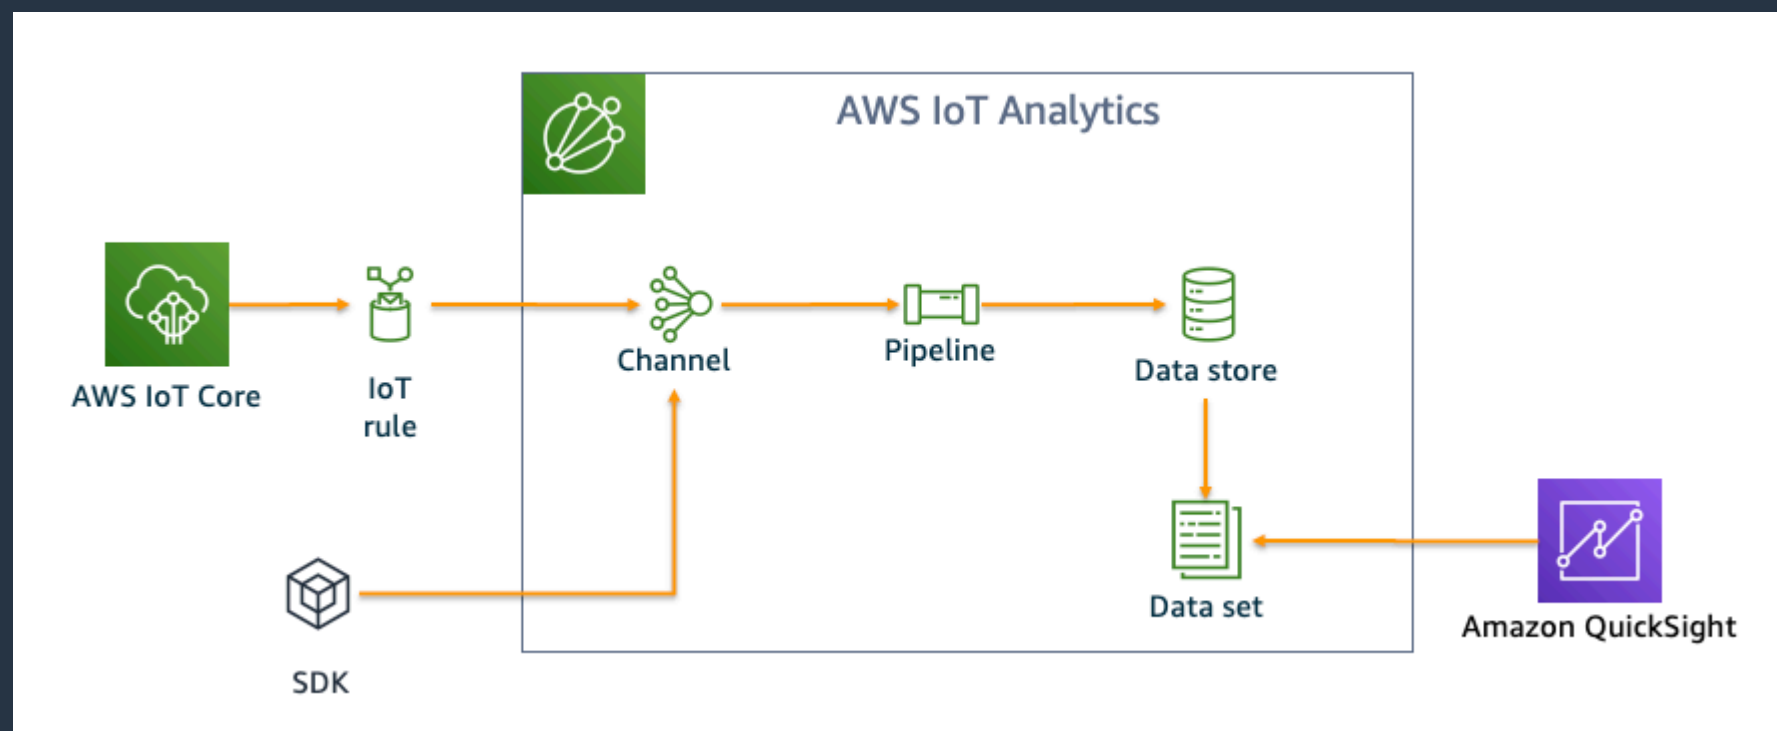 AWS IoT Analytics
AWS IoT Core
IoT
rule
Channel
Pipeline
Data store
Data set
Amazon QuickSight
SDK